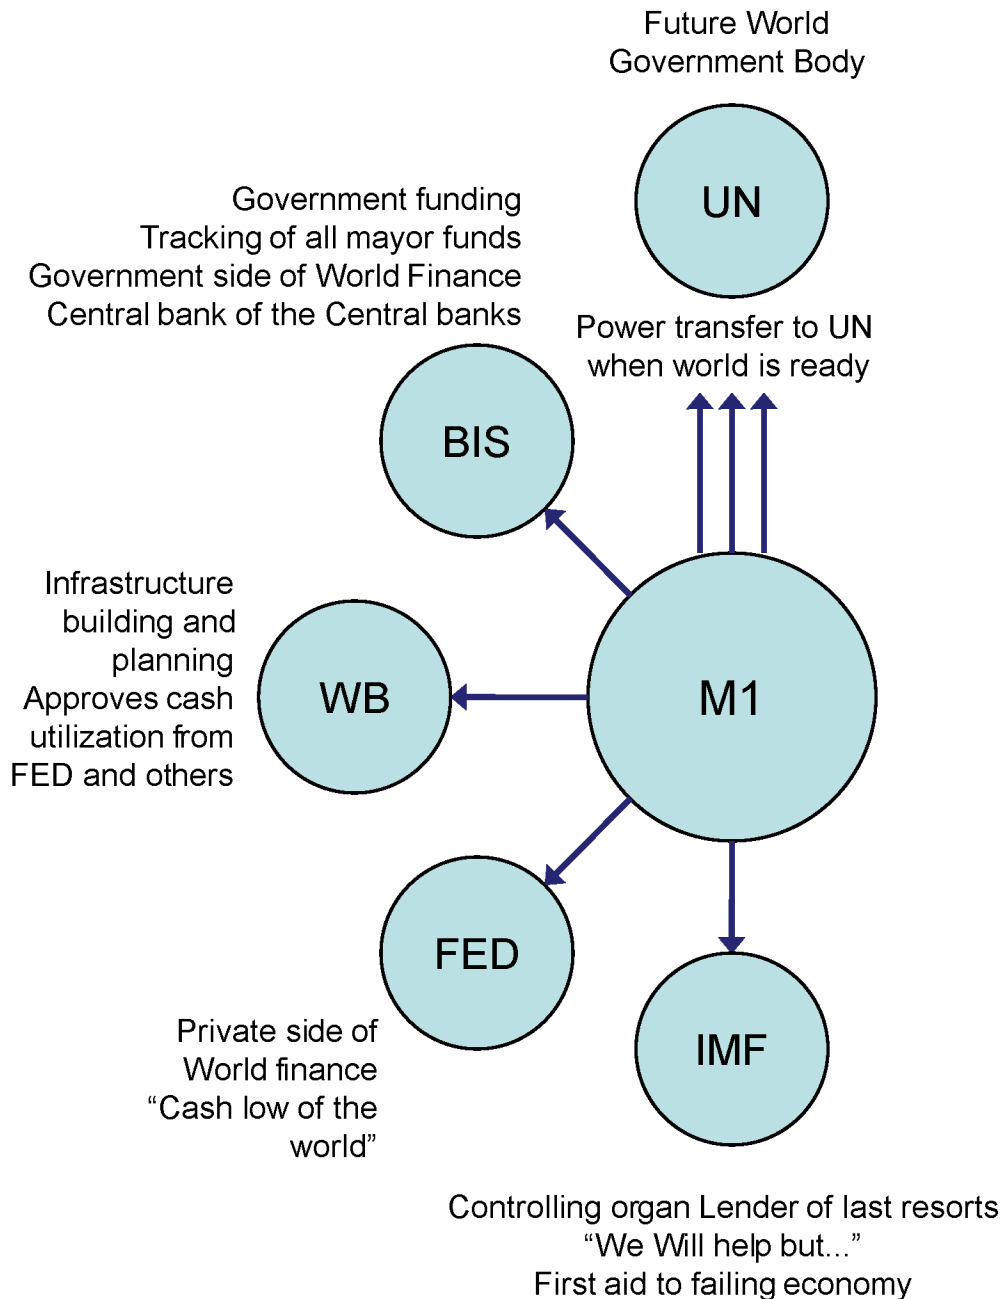 Future World
Government Body
UN
Government funding
Tracking of all mayor funds
Government side of World Finance
Central bank of the Central banks
Power transfer to UN
when world is ready
BIS
Infrastructure
building and
planning
Approves cash
utilization from
FED and others
WB
M1
FED
Private side of
World finance
“Cash low of the
world”
IMF
Controlling organ Lender of last resorts
“We Will help but...”
First aid to failing economy